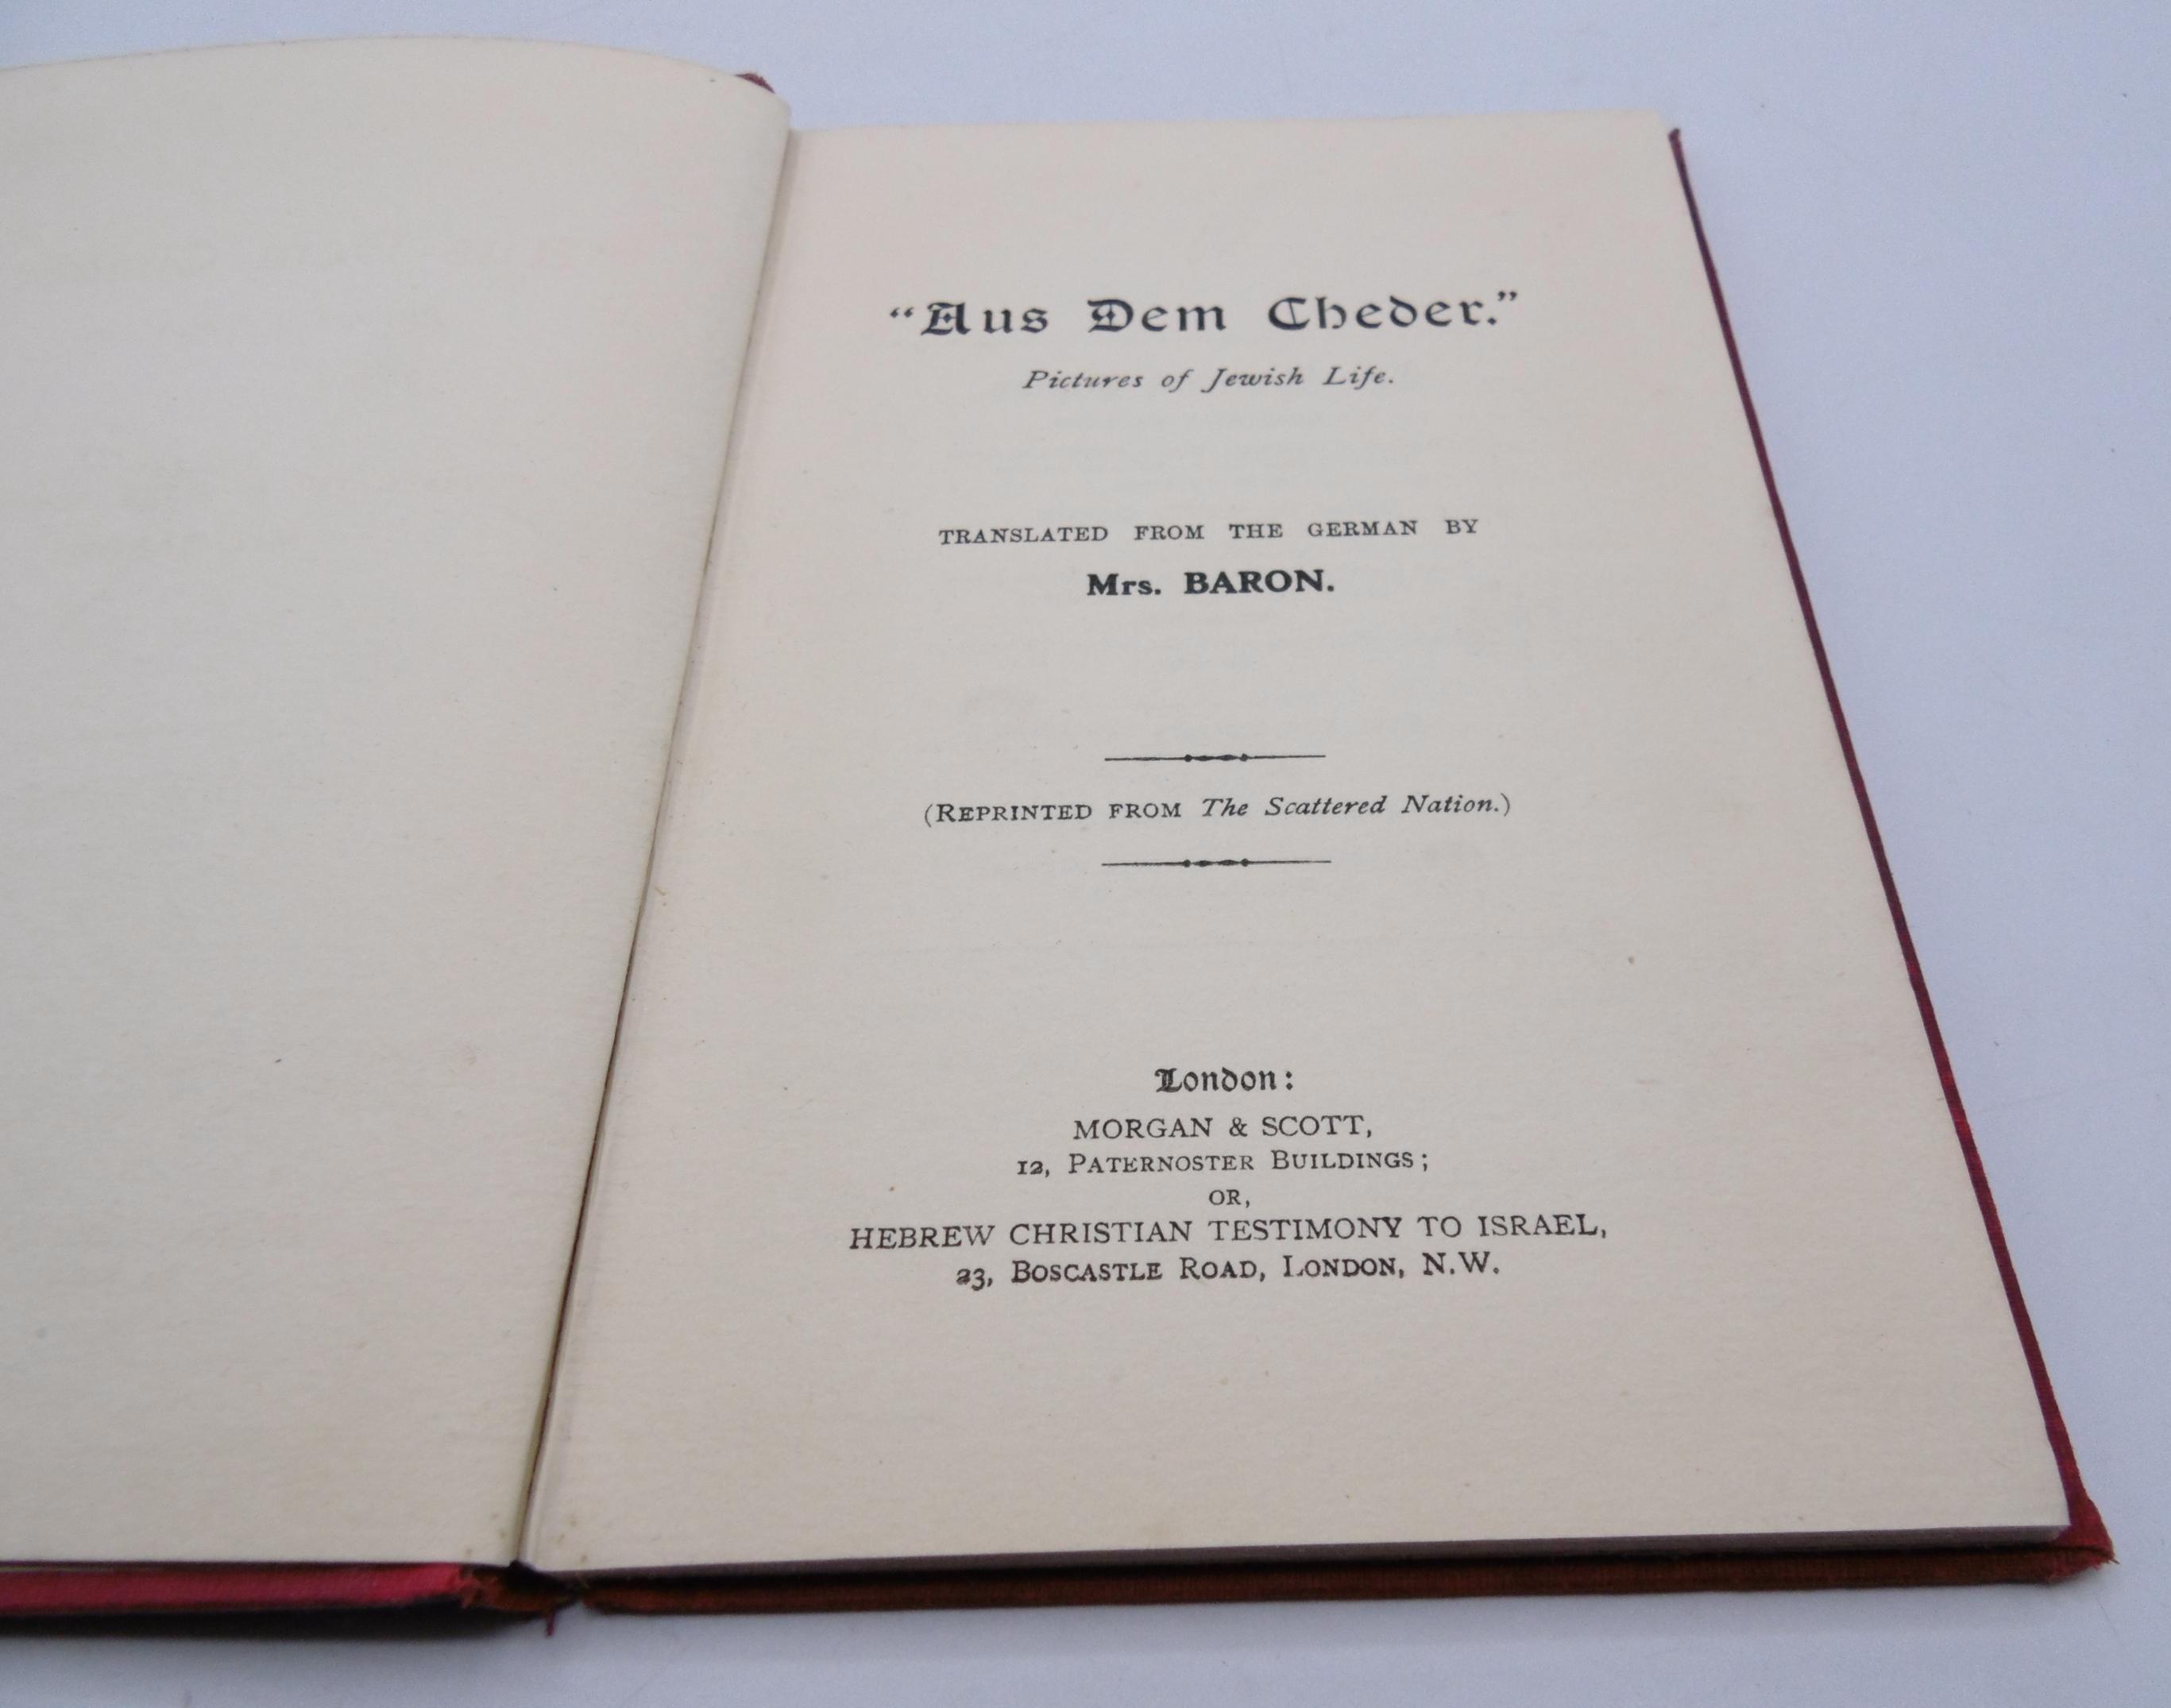 “Aus Dem Cheder.”
Pictures of Jewish Life.
TRANSLATED FROM THE GERMAN BY
Mrs. BARON.
(REPRINTED FROM The Scattered Nation.)
London:
MORGAN & SCOTT,
12, PATERNOSTER BUILDINGS;
OR,
HEBREW CHRISTIAN TESTIMONY TO ISRAEL,
23, BOSCASTLE ROAD, LONDON, N.W.